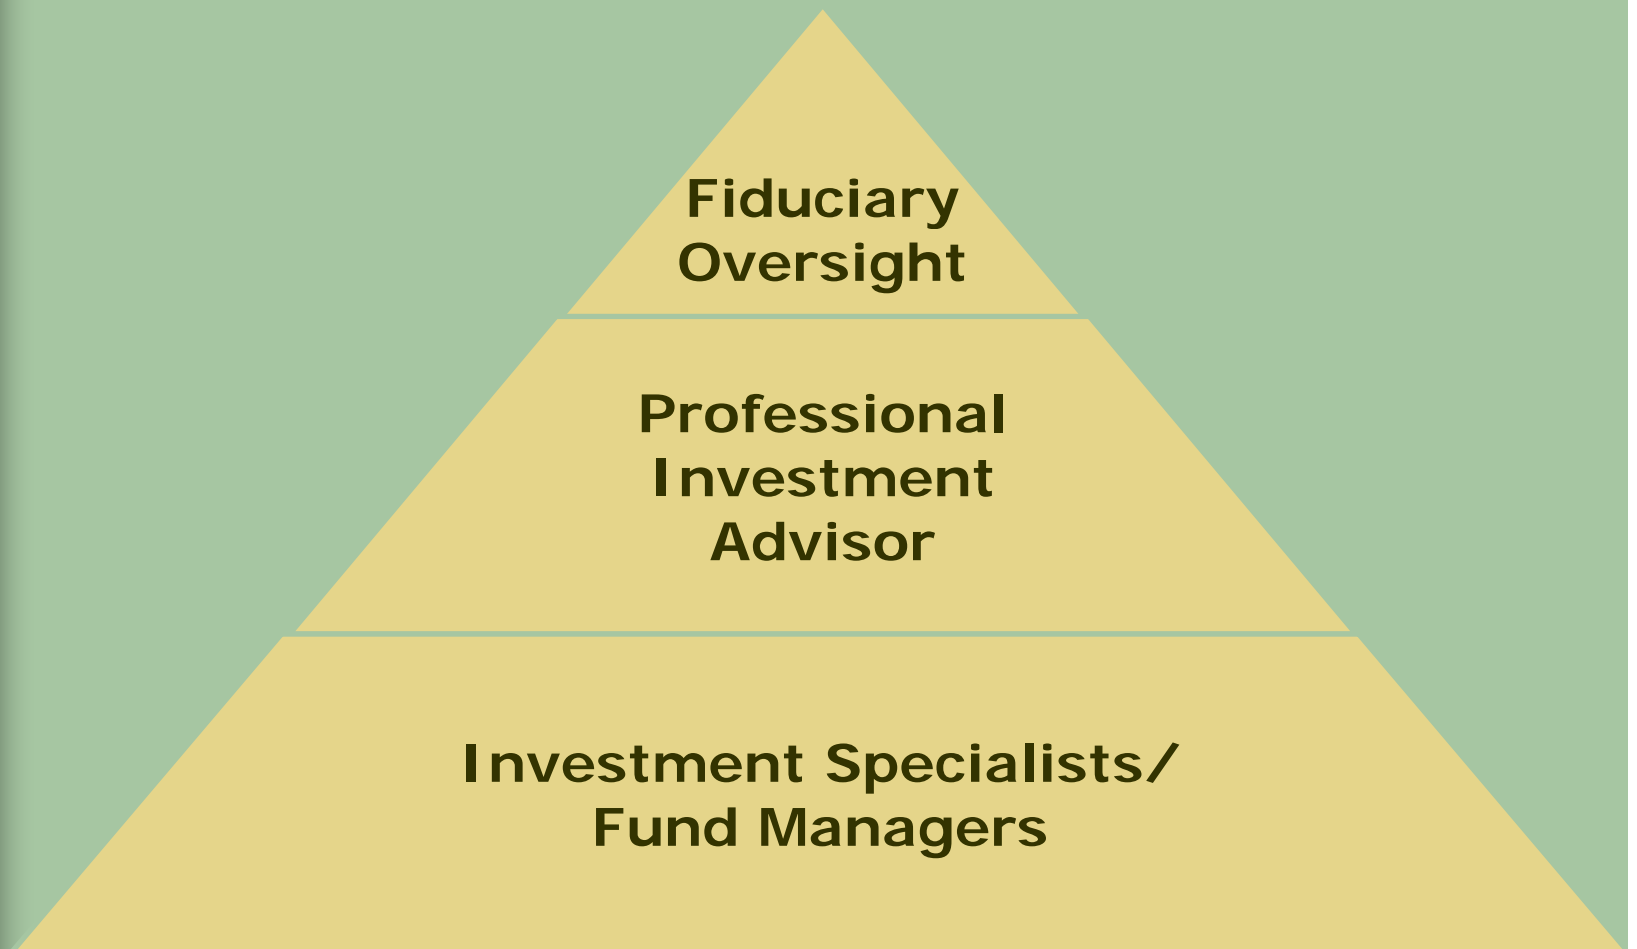 Fiduciary
Oversight
Professional
Investment
Advisor
Investment Specialists/
Fund Managers